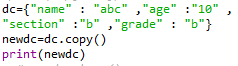 dc={"name" : "abc" ,"age" :"10" ,
"section" :"b" ,"grade" : "b"}
newdc=dc.copy()
print(newdc)